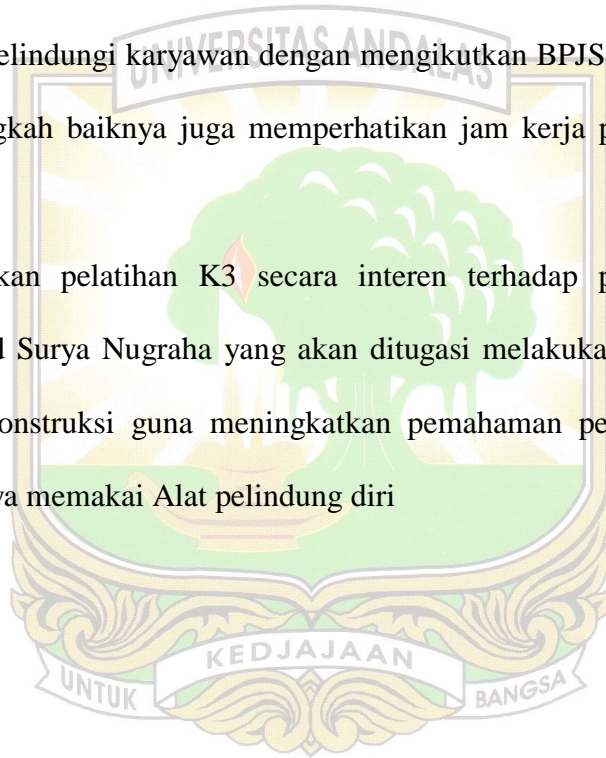 UNIVERSITAS ANDALAS
elindungi karyawan dengan mengikutkan BPJS
gkah baiknya juga memperhatikan jam kerja p
kan pelatihan K3 secara interen terhadap p
Surya Nugraha yang akan ditugasi melakuka
onstruksi guna meningkatkan pemahaman pe
ya memakai Alat pelindung diri
UNTUK KEDJAJAAN BANGSA